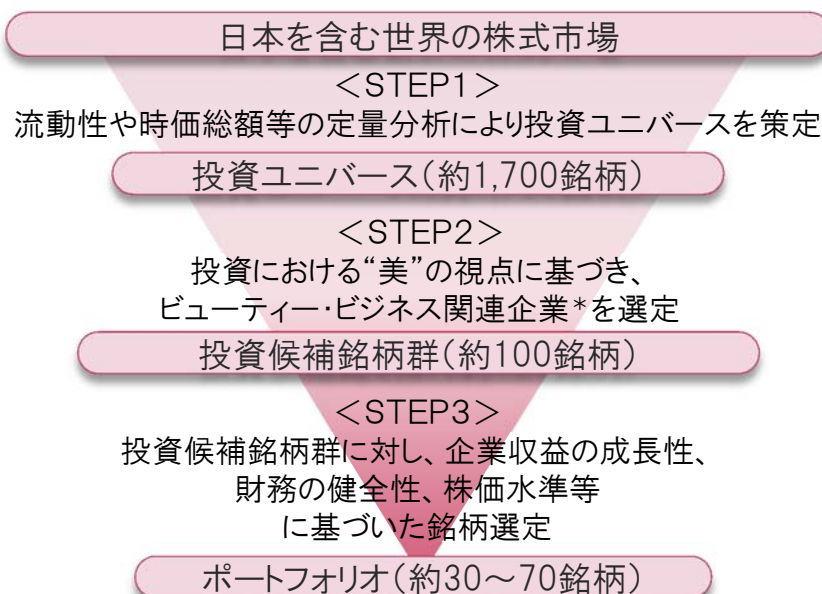 日本を含む世界の株式市場
＜STEP1＞
流動性や時価総額等の定量分析により投資ユニバースを策定
投資ユニバース（約1,700銘柄）
＜STEP2＞
投資における“美”の視点に基づき、
ビューティー・ビジネス関連企業*を選定
投資候補銘柄群（約100銘柄）
＜STEP3＞
投資候補銘柄群に対し、企業収益の成長性、
財務の健全性、株価水準等
に基づいた銘柄選定
ポートフォリオ（約30～70銘柄）